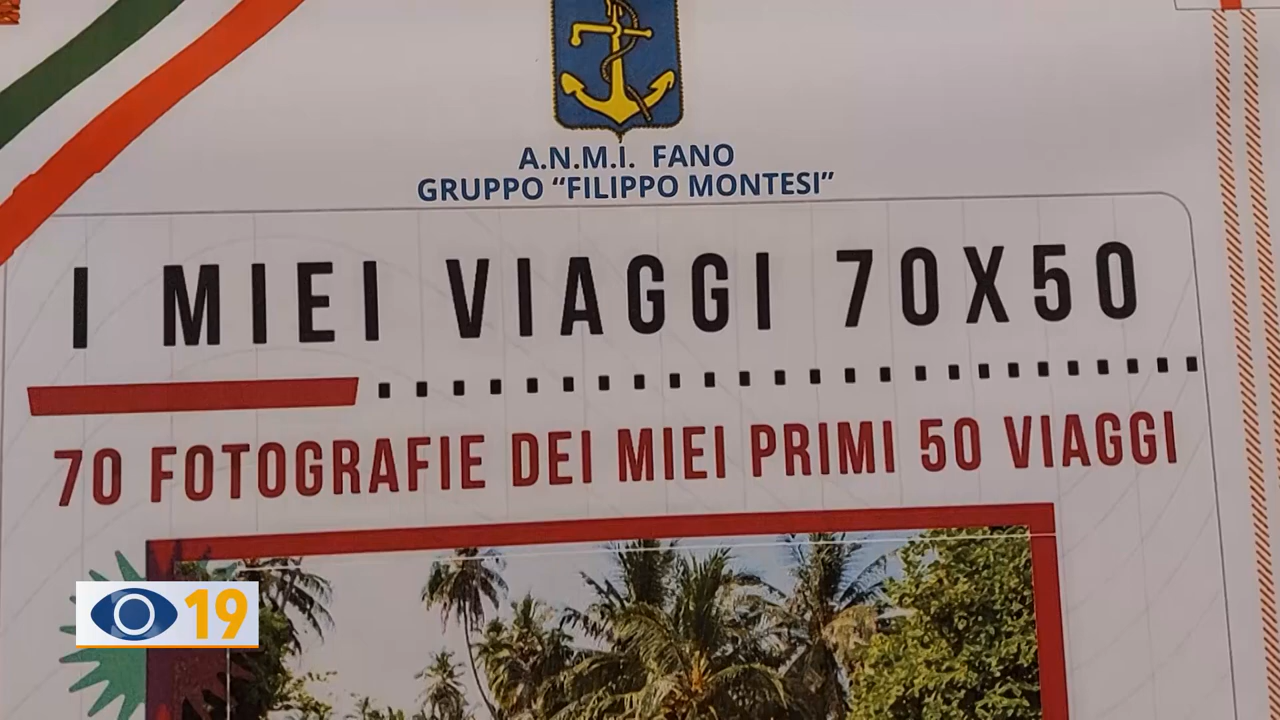 A.N.M.I. FANO
GRUPPO “FILIPPO MONTESI”
I MIEI VIAGGI 70X50
70 FOTOGRAFIE DEI MIEI PRIMI 50 VIAGGI
19